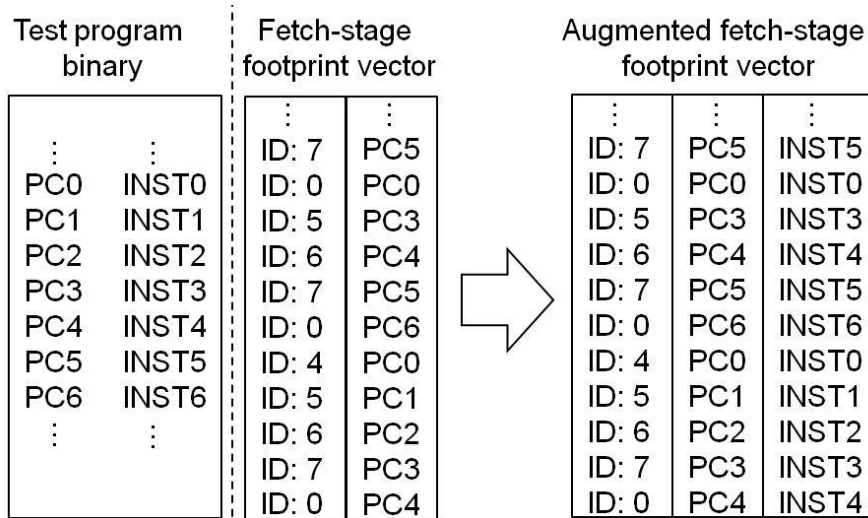 Test program
binary
Fetch-stage
footprint vector
Augmented fetch-stage
footprint vector
⋮ ⋮
PC0 INST0
PC1 INST1
PC2 INST2
PC3 INST3
PC4 INST4
PC5 INST5
PC6 INST6
⋮ ⋮
⋮ ⋮
ID: 7 PC5
ID: 0 PC0
ID: 5 PC3
ID: 6 PC4
ID: 7 PC5
ID: 0 PC6
ID: 4 PC0
ID: 5 PC1
ID: 6 PC2
ID: 7 PC3
ID: 0 PC4
⋮ ⋮ ⋮
ID: 7 PC5 INST5
ID: 0 PC0 INST0
ID: 5 PC3 INST3
ID: 6 PC4 INST4
ID: 7 PC5 INST5
ID: 0 PC6 INST6
ID: 4 PC0 INST0
ID: 5 PC1 INST1
ID: 6 PC2 INST2
ID: 7 PC3 INST3
ID: 0 PC4 INST4